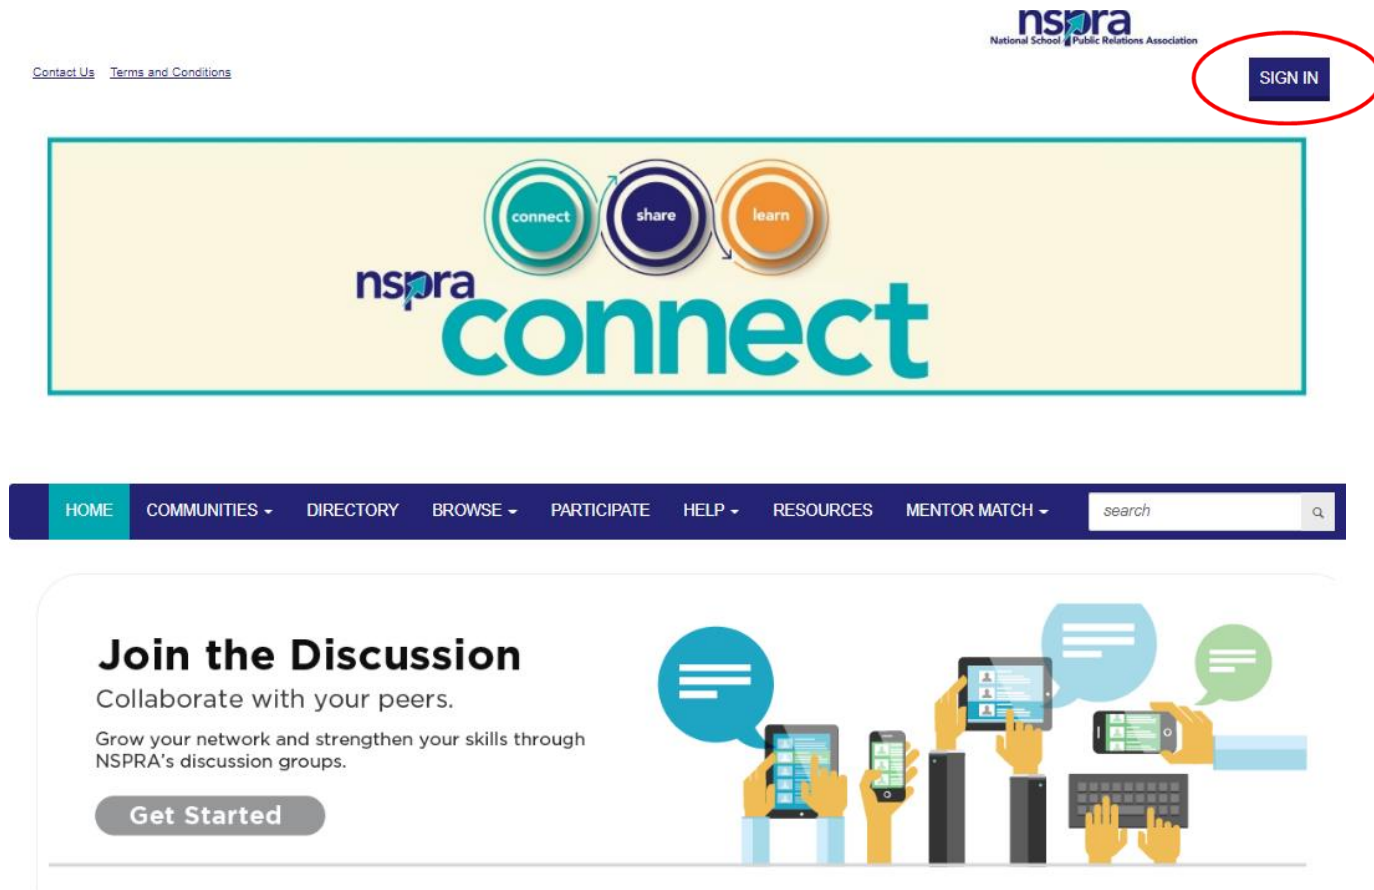 nspra
National School Public Relations Association
Contact Us Terms and Conditions
SIGN IN
connect share learn
nspra
connect
HOME COMMUNITIES DIRECTORY BROWSE PARTICIPATE HELP RESOURCES MENTOR MATCH search
Join the Discussion
Collaborate with your peers.
Grow your network and strengthen your skills through
NSPRA's discussion groups.
Get Started